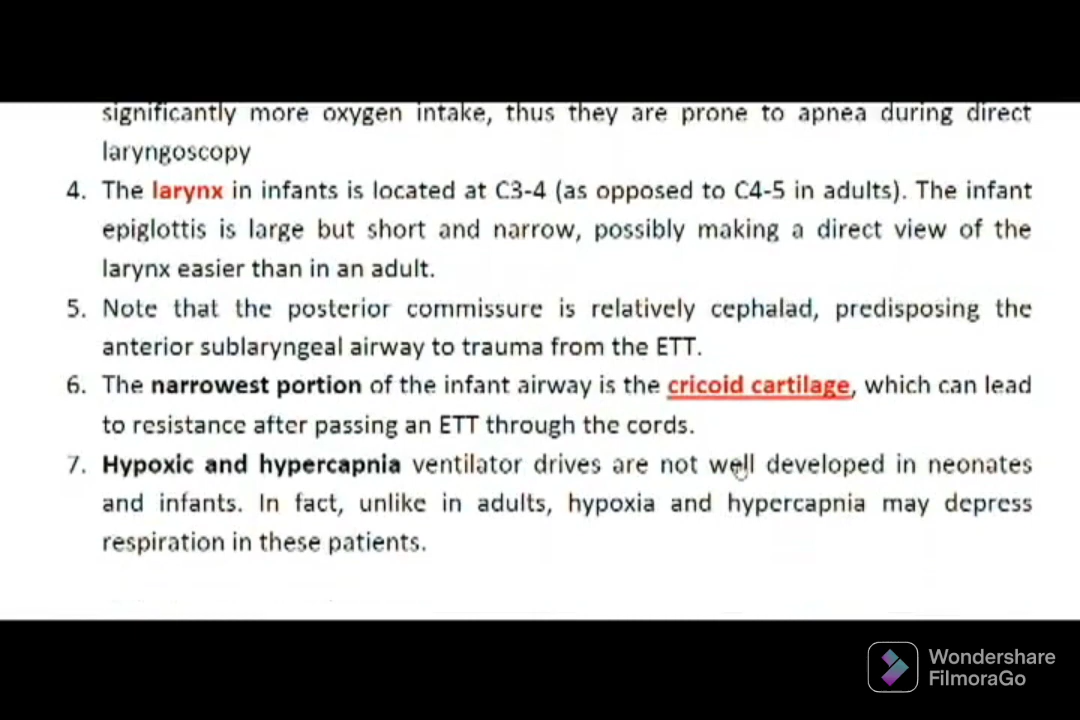 significantly more oxygen intake, thus they are prone to apnea during direct
laryngoscopy
4. The larynx in infants is located at C3-4 (as opposed to C4-5 in adults). The infant
epiglottis is large but short and narrow, possibly making a direct view of the
larynx easier than in an adult.
5. Note that the posterior commissure is relatively cephalad, predisposing the
anterior sublaryngeal airway to trauma from the ETT.
6. The narrowest portion of the infant airway is the cricoid cartilage, which can lead
to resistance after passing an ETT through the cords.
7. Hypoxic and hypercapnia ventilator drives are not well developed in neonates
and infants. In fact, unlike in adults, hypoxia and hypercapnia may depress
respiration in these patients.
Wondershare
FilmoraGo